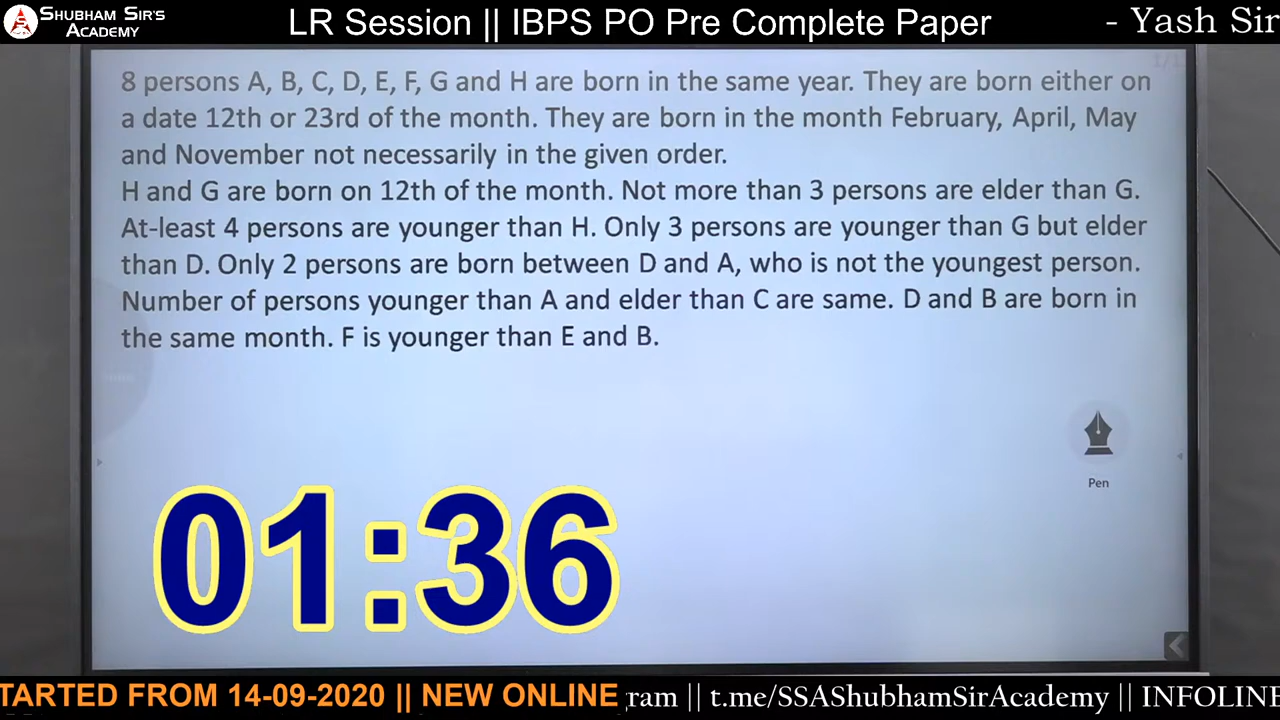 SHUBHAM SIR'S
ACADEMY
LR Session || IBPS PO Pre Complete Paper
- Yash Sir
8 persons A, B, C, D, E, F, G and H are born in the same year. They are born either on
a date 12th or 23rd of the month. They are born in the month February, April, May
and November not necessarily in the given order.
H and G are born on 12th of the month. Not more than 3 persons are elder than G.
At-least 4 persons are younger than H. Only 3 persons are younger than G but elder
than D. Only 2 persons are born between D and A, who is not the youngest person.
Number of persons younger than A and elder than C are same. D and B are born in
the same month. F is younger than E and B.
Pen
01:36
TARTED FROM 14-09-2020 || NEW ONLINE
gram || t.me/SSAShubhamSirAcademy || INFOLINE